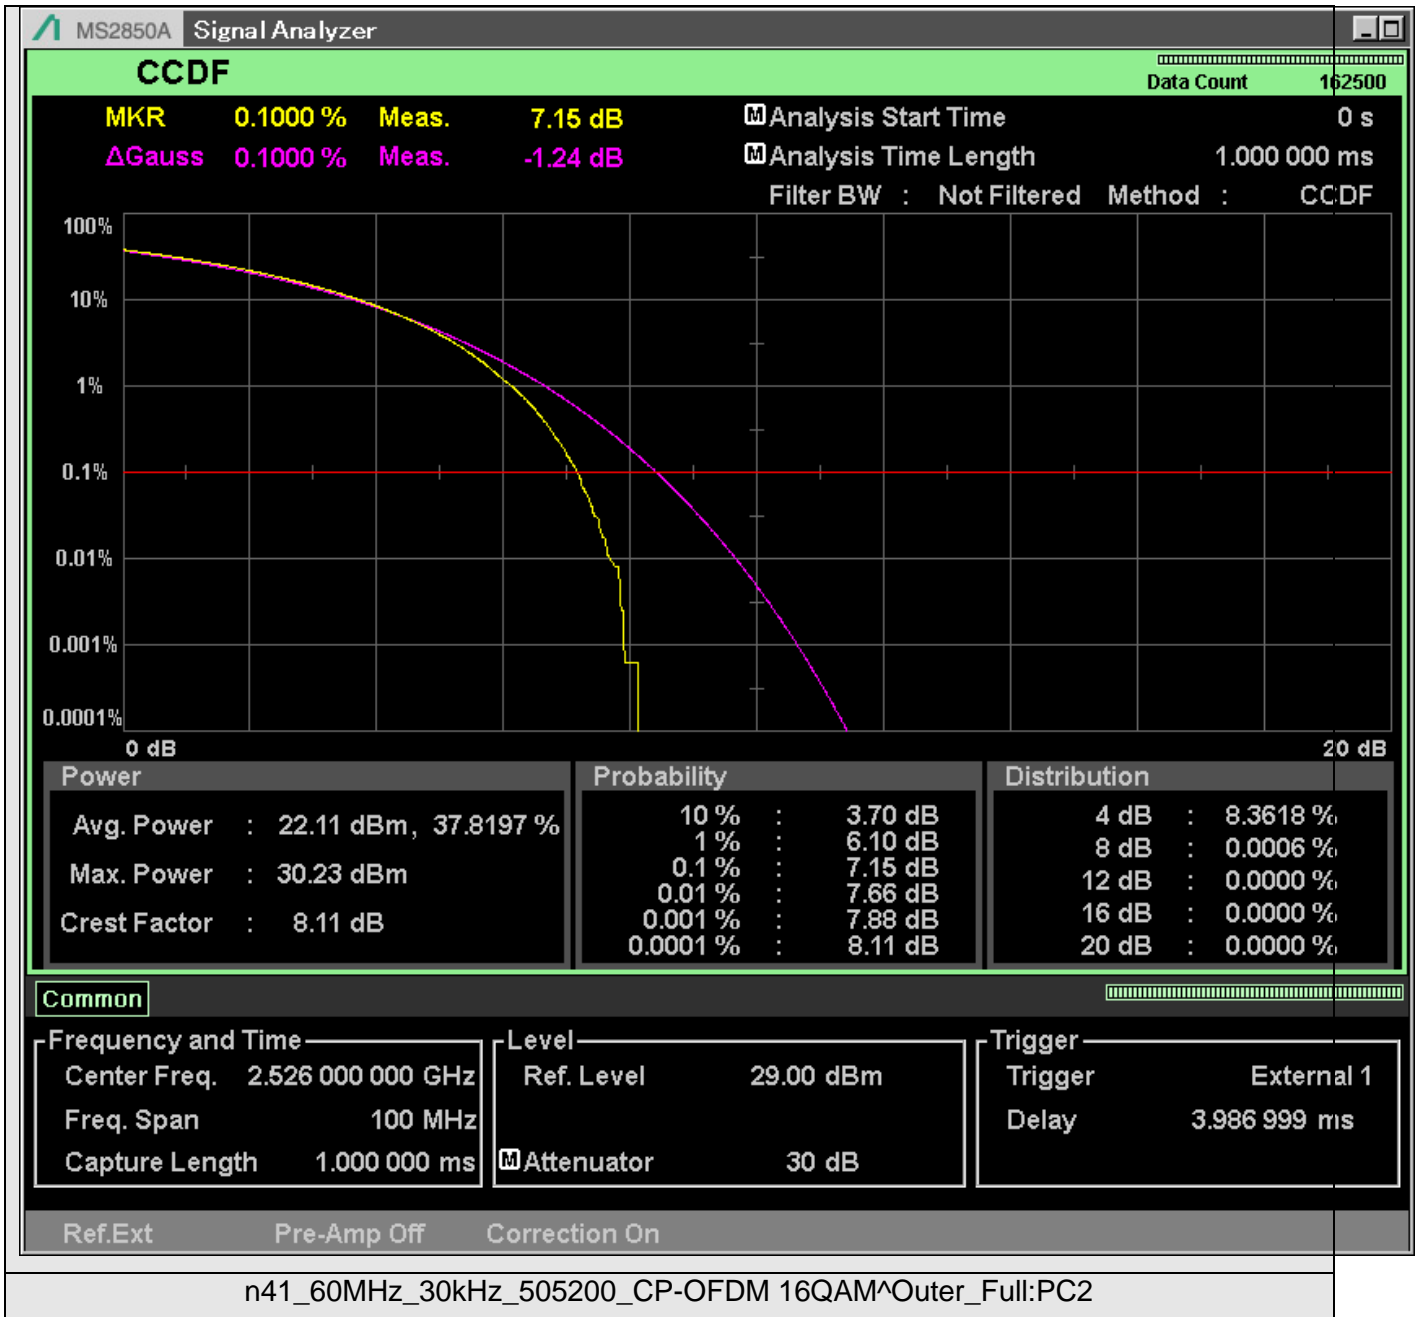 MS2850A Signal Analyzer
CCDF
Data Count 162500
MKR 0.1000 % Meas. 7.15 dB
M Analysis Start Time 0 s
ΔGauss 0.1000 % Meas. -1.24 dB
M Analysis Time Length 1.000 000 ms
Filter BW : Not Filtered Method : CCDF
100%
10%
1%
0.1%
0.01%
0.001%
0.0001%
0 dB 20 dB
Power
Avg. Power : 22.11 dBm, 37.8197 %
Max. Power : 30.23 dBm
Crest Factor : 8.11 dB
Probability
10 % : 3.70 dB
1 % : 6.10 dB
0.1 % : 7.15 dB
0.01 % : 7.66 dB
0.001 % : 7.88 dB
0.0001 % : 8.11 dB
Distribution
4 dB : 8.3618 %
8 dB : 0.0006 %
12 dB : 0.0000 %
16 dB : 0.0000 %
20 dB : 0.0000 %
Common
Frequency and Time
Center Freq. 2.526 000 000 GHz
Freq. Span 100 MHz
Capture Length 1.000 000 ms
Level
Ref. Level 29.00 dBm
M Attenuator 30 dB
Trigger
Trigger External 1
Delay 3.986 999 ms
Ref.Ext Pre-Amp Off Correction On
n41_60MHz_30kHz_505200_CP-OFDM 16QAM^Outer_Full:PC2